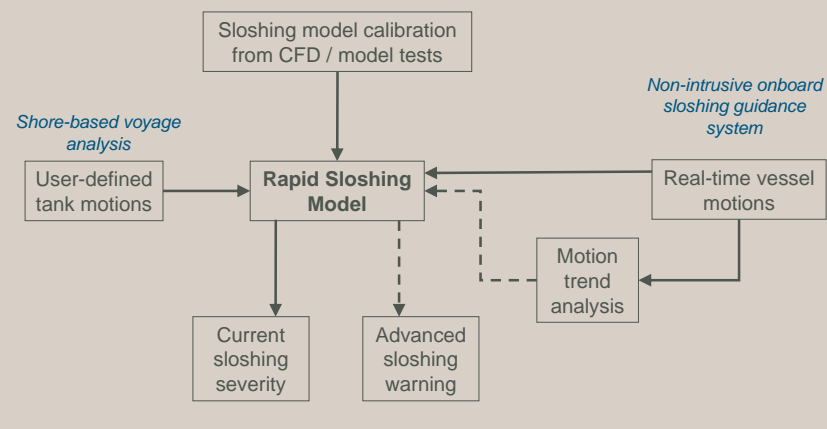 Sloshing model calibration
from CFD / model tests
Non-intrusive onboard
sloshing guidance
system
Shore-based voyage
analysis
User-defined
tank motions
Rapid Sloshing
Model
Real-time vessel
motions
Motion
trend
analysis
Current
sloshing
severity
Advanced
sloshing
warning